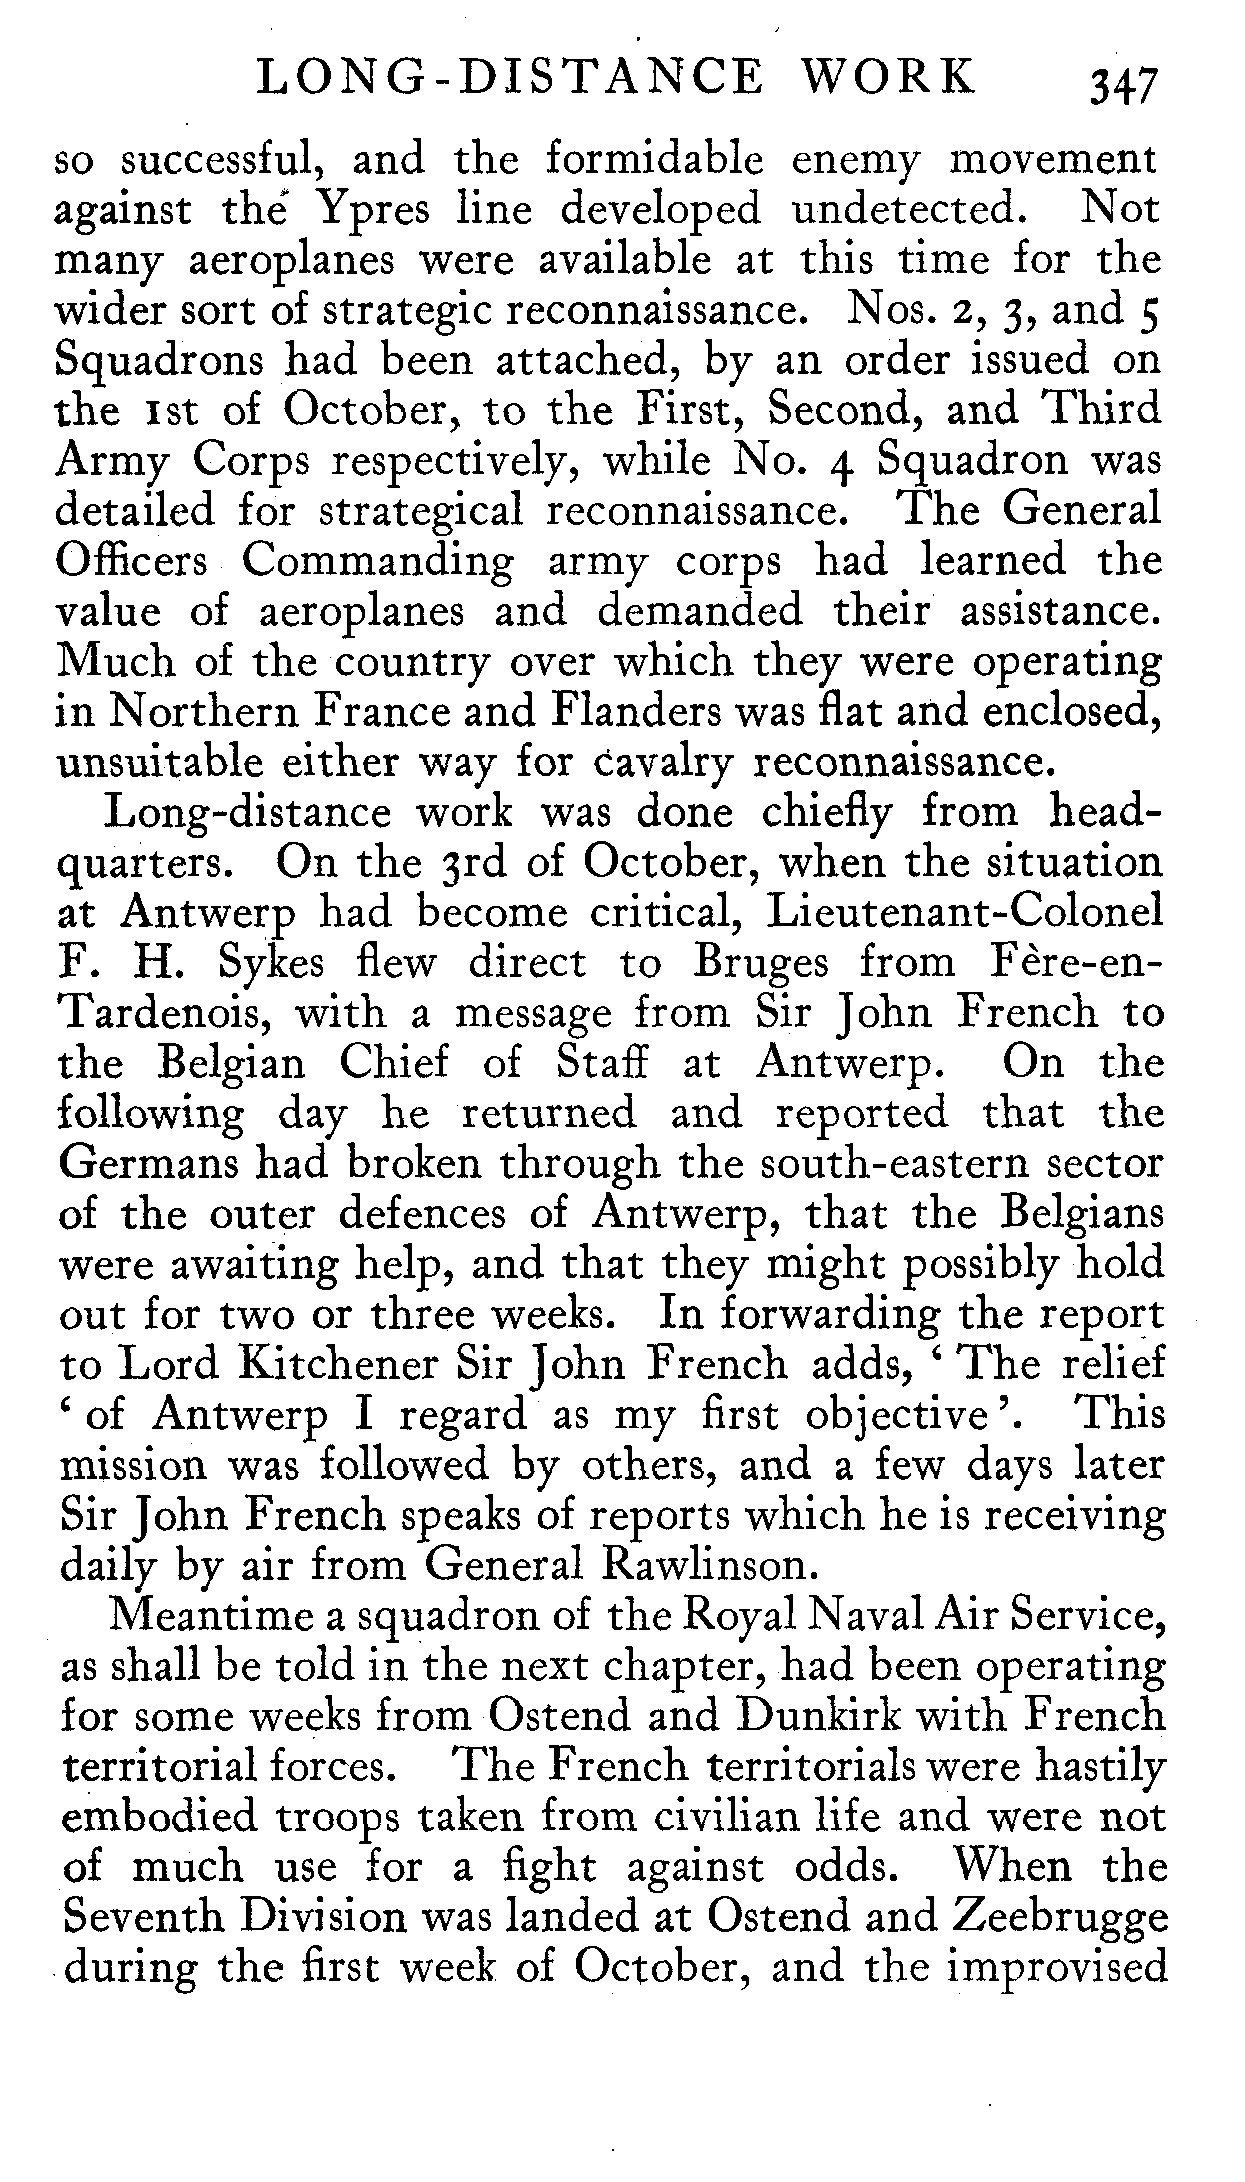 LONG-DISTANCE WORK 347
so successful, and the formidable enemy movement
against the Ypres line developed undetected. Not
many aeroplanes were available at this time for the
wider sort of strategic reconnaissance. Nos. 2, 3, and 5
Squadrons had been attached, by an order issued on
the 1st of October, to the First, Second, and Third
Army Corps respectively, while No. 4 Squadron was
detailed for strategical reconnaissance. The General
Officers Commanding army corps had learned the
value of aeroplanes and demanded their assistance.
Much of the country over which they were operating
in Northern France and Flanders was flat and enclosed,
unsuitable either way for cavalry reconnaissance.
Long-distance work was done chiefly from head-
quarters. On the 3rd of October, when the situation
at Antwerp had become critical, Lieutenant-Colonel
F. H. Sykes flew direct to Bruges from Fère-en-
Tardenois, with a message from Sir John French to
the Belgian Chief of Staff at Antwerp. On the
following day he returned and reported that the
Germans had broken through the south-eastern sector
of the outer defences of Antwerp, that the Belgians
were awaiting help, and that they might possibly hold
out for two or three weeks. In forwarding the report
to Lord Kitchener Sir John French adds, ‘ The relief
‘ of Antwerp I regard as my first objective ’. This
mission was followed by others, and a few days later
Sir John French speaks of reports which he is receiving
daily by air from General Rawlinson.
Meantime a squadron of the Royal Naval Air Service,
as shall be told in the next chapter, had been operating
for some weeks from Ostend and Dunkirk with French
territorial forces. The French territorials were hastily
embodied troops taken from civilian life and were not
of much use for a fight against odds. When the
Seventh Division was landed at Ostend and Zeebrugge
during the first week of October, and the improvised